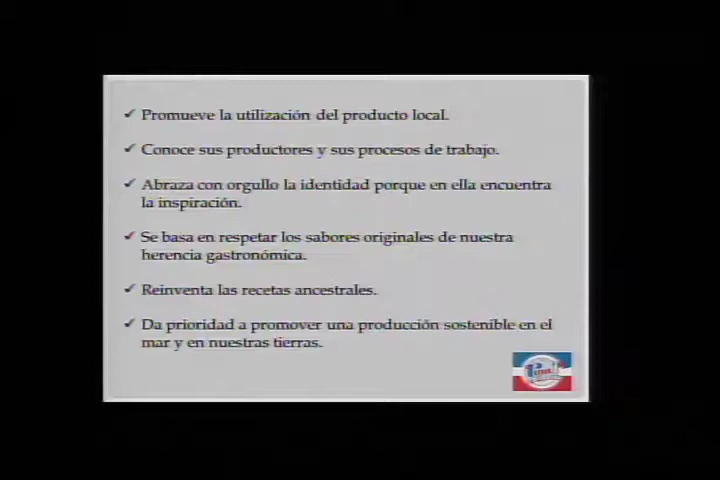 ✓ Promueve la utilización del producto local.
✓ Conoce sus productores y sus procesos de trabajo.
✓ Abraza con orgullo la identidad porque en ella encuentra
la inspiración.
✓ Se basa en respetar los sabores originales de nuestra
herencia gastronómica.
✓ Reinventa las recetas ancestrales.
✓ Da prioridad a promover una producción sostenible en el
mar y en nuestras tierras.